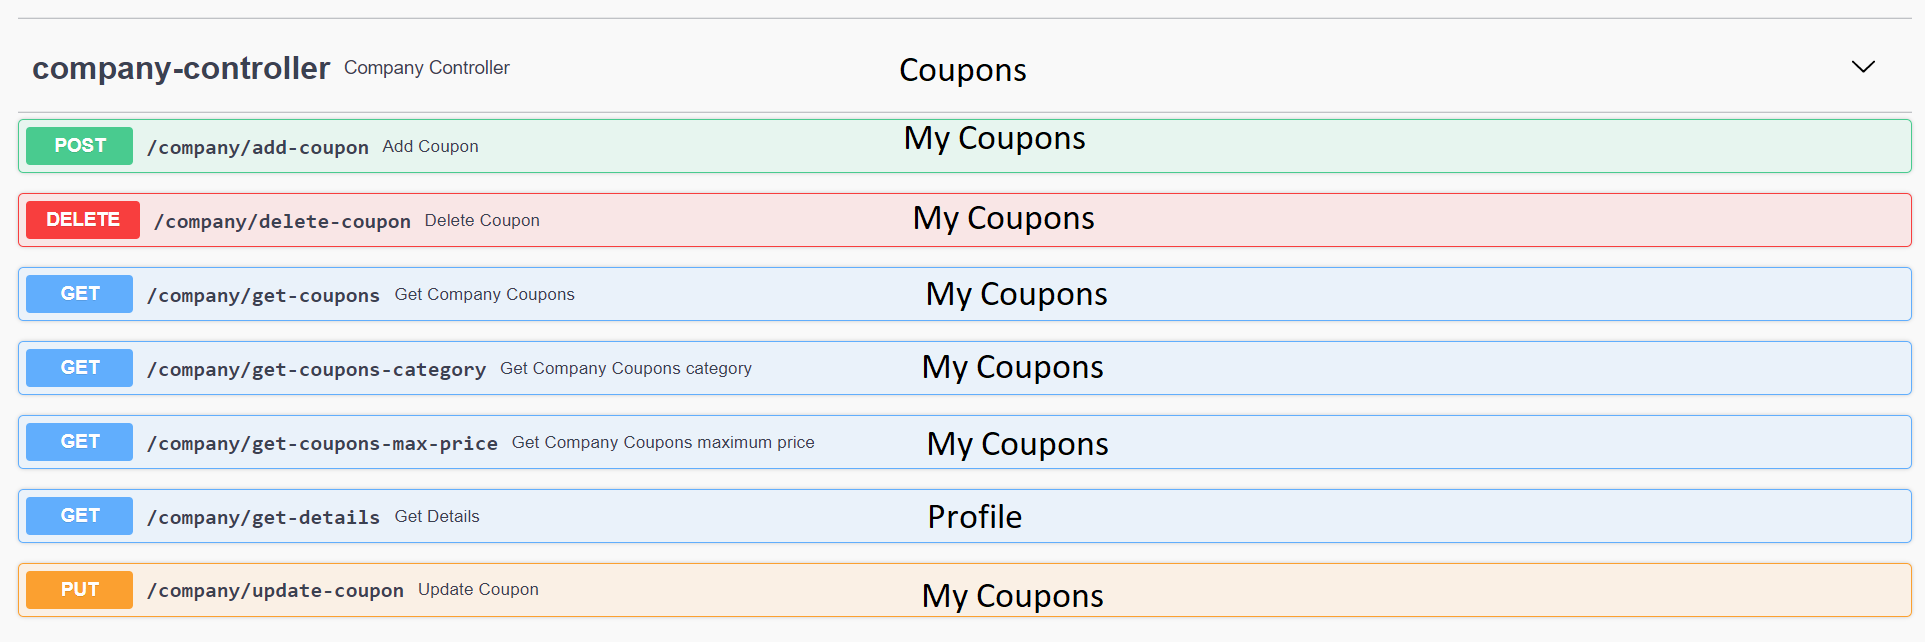 company-controller Company Controller Coupons
POST /company/add-coupon Add Coupon My Coupons
DELETE /company/delete-coupon Delete Coupon My Coupons
GET /company/get-coupons Get Company Coupons My Coupons
GET /company/get-coupons-category Get Company Coupons category My Coupons
GET /company/get-coupons-max-price Get Company Coupons maximum price My Coupons
GET /company/get-details Get Details Profile
PUT /company/update-coupon Update Coupon My Coupons